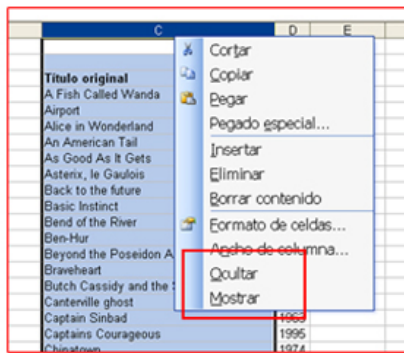 C D E
Cortar
Copiar
Título original
A Fish Called Wanda
Pegar
Airport
Pegado especial...
Alice in Wonderland
An American Tail
Insertar
As Good As It Gets
Eliminar
Asterix, le Gaulois
Back to the future
Borrar contenido
Basic Instinct
Bend of the River
Formato de celdas...
Ben-Hur
Ancho de columna...
Beyond the Poseidon A
Braveheart
Ocultar
Butch Cassidy and the
Canterville ghost
Mostrar
Captain Sinbad 1963
Captains Courageous 1995
Chinatown 1974